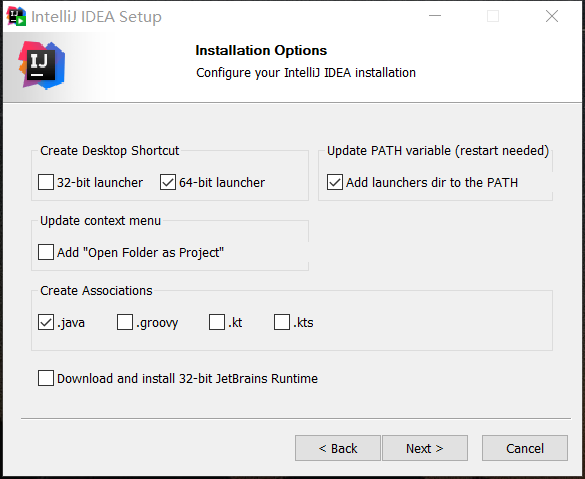 IntelliJ IDEA Setup
IJ
Installation Options
Configure your IntelliJ IDEA installation
Create Desktop Shortcut
Update PATH variable (restart needed)
32-bit launcher 64-bit launcher
Add launchers dir to the PATH
Update context menu
Add "Open Folder as Project"
Create Associations
.java .groovy .kt .kts
Download and install 32-bit JetBrains Runtime
< Back Next > Cancel